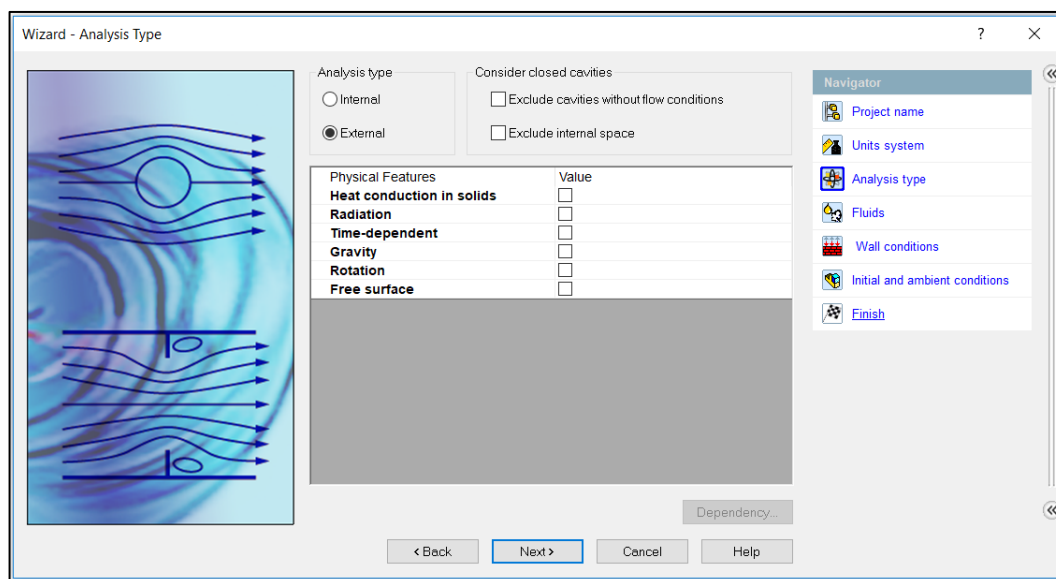 Wizard - Analysis Type
?
Analysis type
Internal
External
Consider closed cavities
Exclude cavities without flow conditions
Exclude internal space
Physical Features Value
Heat conduction in solids
Radiation
Time-dependent
Gravity
Rotation
Free surface
Dependency...
< Back Next > Cancel Help
Navigator
Project name
Units system
Analysis type
Fluids
Wall conditions
Initial and ambient conditions
Finish